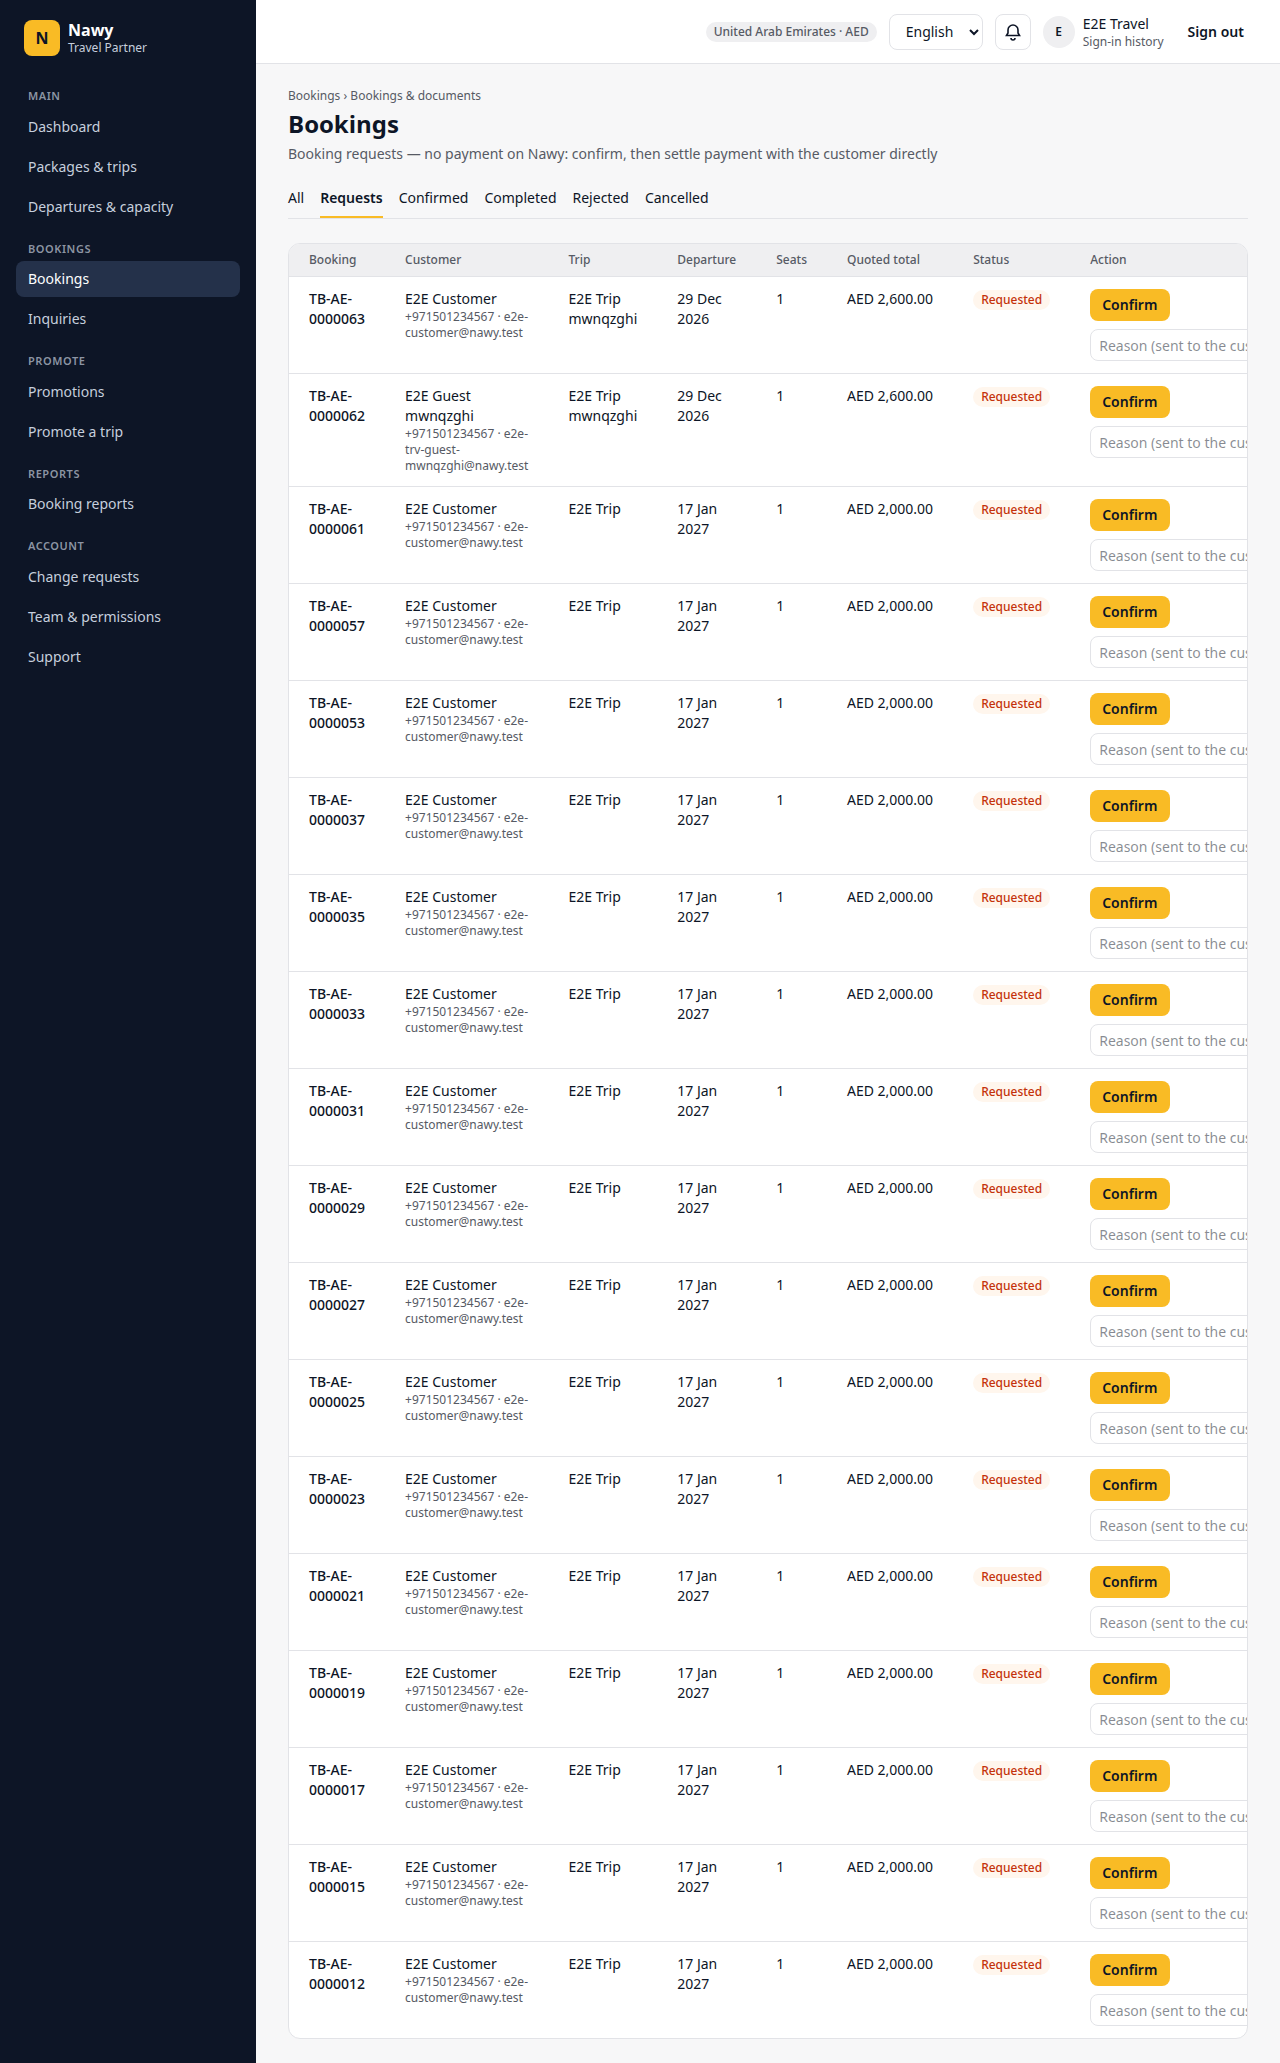 N
Nawy
Travel Partner
MAIN
Dashboard
Packages & trips
Departures & capacity
BOOKINGS
Bookings
Inquiries
PROMOTE
Promotions
Promote a trip
REPORTS
Booking reports
ACCOUNT
Change requests
Team & permissions
Support
United Arab Emirates · AED
English
E
E2E Travel
Sign-in history
Sign out
Bookings › Bookings & documents
Bookings
Booking requests — no payment on Nawy: confirm, then settle payment with the customer directly
All Requests Confirmed Completed Rejected Cancelled
Booking Customer Trip Departure Seats Quoted total Status Action
TB-AE-0000063 E2E Customer +971501234567 · e2e-customer@nawy.test E2E Trip mwnqzghi 29 Dec 2026 1 AED 2,600.00 Requested Confirm
Reason (sent to the cus
TB-AE-0000062 E2E Guest mwnqzghi +971501234567 · e2e-trv-guest-mwnqzghi@nawy.test E2E Trip mwnqzghi 29 Dec 2026 1 AED 2,600.00 Requested Confirm
Reason (sent to the cus
TB-AE-0000061 E2E Customer +971501234567 · e2e-customer@nawy.test E2E Trip 17 Jan 2027 1 AED 2,000.00 Requested Confirm
Reason (sent to the cus
TB-AE-0000057 E2E Customer +971501234567 · e2e-customer@nawy.test E2E Trip 17 Jan 2027 1 AED 2,000.00 Requested Confirm
Reason (sent to the cus
TB-AE-0000053 E2E Customer +971501234567 · e2e-customer@nawy.test E2E Trip 17 Jan 2027 1 AED 2,000.00 Requested Confirm
Reason (sent to the cus
TB-AE-0000037 E2E Customer +971501234567 · e2e-customer@nawy.test E2E Trip 17 Jan 2027 1 AED 2,000.00 Requested Confirm
Reason (sent to the cus
TB-AE-0000035 E2E Customer +971501234567 · e2e-customer@nawy.test E2E Trip 17 Jan 2027 1 AED 2,000.00 Requested Confirm
Reason (sent to the cus
TB-AE-0000033 E2E Customer +971501234567 · e2e-customer@nawy.test E2E Trip 17 Jan 2027 1 AED 2,000.00 Requested Confirm
Reason (sent to the cus
TB-AE-0000031 E2E Customer +971501234567 · e2e-customer@nawy.test E2E Trip 17 Jan 2027 1 AED 2,000.00 Requested Confirm
Reason (sent to the cus
TB-AE-0000029 E2E Customer +971501234567 · e2e-customer@nawy.test E2E Trip 17 Jan 2027 1 AED 2,000.00 Requested Confirm
Reason (sent to the cus
TB-AE-0000027 E2E Customer +971501234567 · e2e-customer@nawy.test E2E Trip 17 Jan 2027 1 AED 2,000.00 Requested Confirm
Reason (sent to the cus
TB-AE-0000025 E2E Customer +971501234567 · e2e-customer@nawy.test E2E Trip 17 Jan 2027 1 AED 2,000.00 Requested Confirm
Reason (sent to the cus
TB-AE-0000023 E2E Customer +971501234567 · e2e-customer@nawy.test E2E Trip 17 Jan 2027 1 AED 2,000.00 Requested Confirm
Reason (sent to the cus
TB-AE-0000021 E2E Customer +971501234567 · e2e-customer@nawy.test E2E Trip 17 Jan 2027 1 AED 2,000.00 Requested Confirm
Reason (sent to the cus
TB-AE-0000019 E2E Customer +971501234567 · e2e-customer@nawy.test E2E Trip 17 Jan 2027 1 AED 2,000.00 Requested Confirm
Reason (sent to the cus
TB-AE-0000017 E2E Customer +971501234567 · e2e-customer@nawy.test E2E Trip 17 Jan 2027 1 AED 2,000.00 Requested Confirm
Reason (sent to the cus
TB-AE-0000015 E2E Customer +971501234567 · e2e-customer@nawy.test E2E Trip 17 Jan 2027 1 AED 2,000.00 Requested Confirm
Reason (sent to the cus
TB-AE-0000012 E2E Customer +971501234567 · e2e-customer@nawy.test E2E Trip 17 Jan 2027 1 AED 2,000.00 Requested Confirm
Reason (sent to the cus